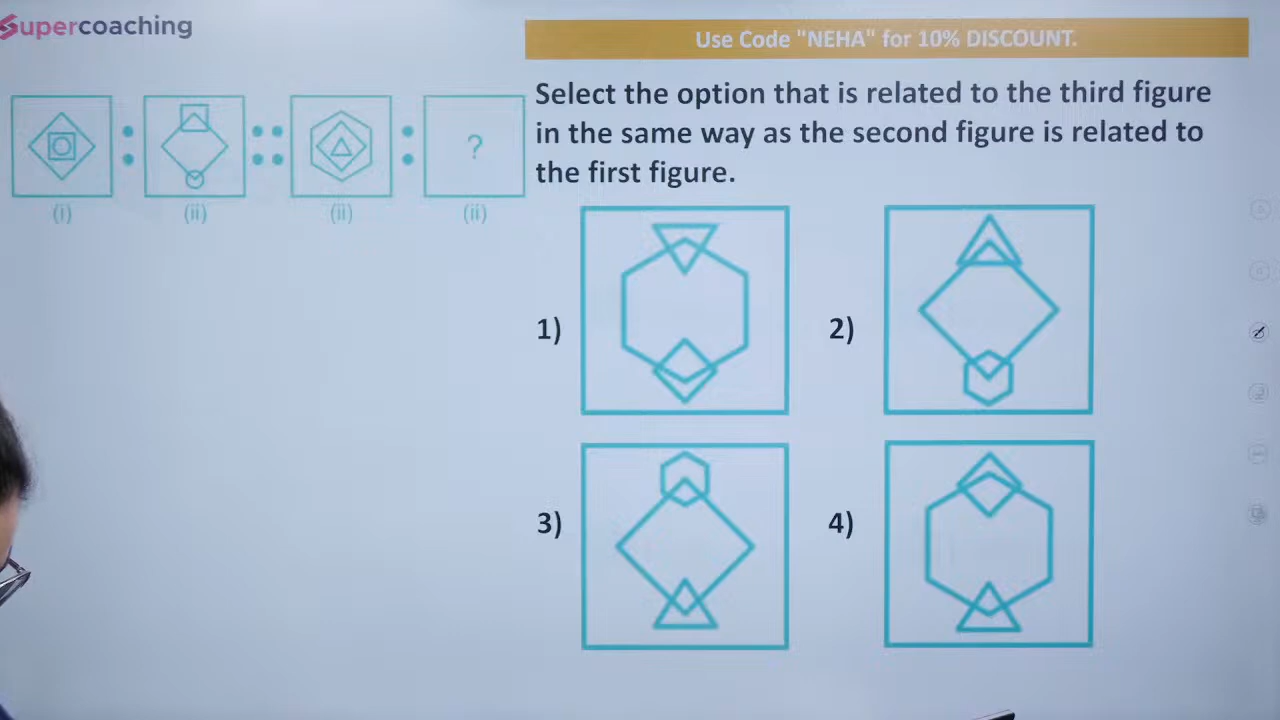 Supercoaching
Use Code "NEHA" for 10% DISCOUNT.
Select the option that is related to the third figure
in the same way as the second figure is related to
the first figure.
?
(i) (ii) (ii) (ii)
1) 2)
3) 4)